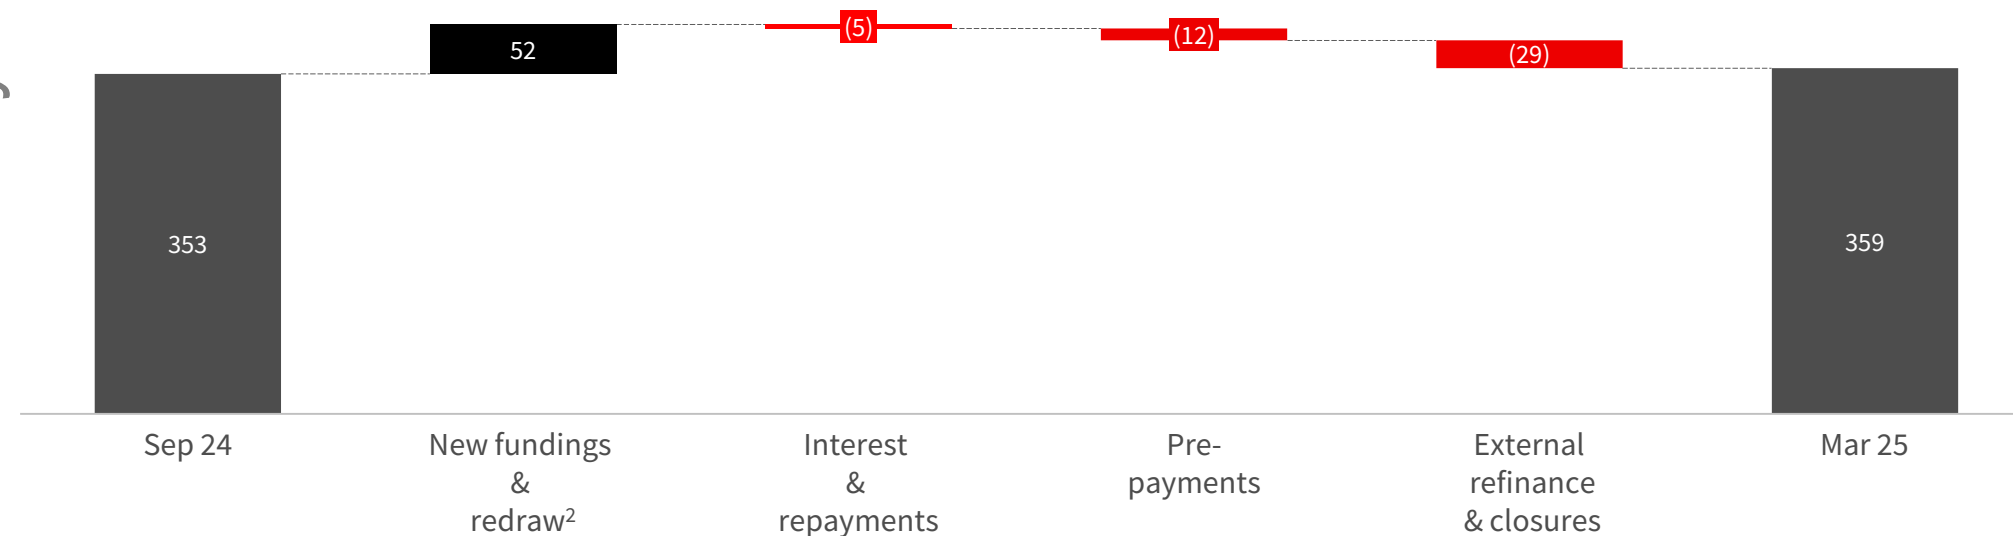 52
(5)
(12)
(29)
353
359
Sep 24
New fundings
&
redraw²
Interest
&
repayments
Pre-
payments
External
refinance
& closures
Mar 25